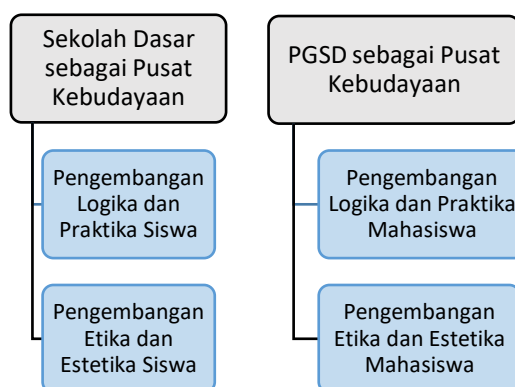 Sekolah Dasar
sebagai Pusat
Kebudayaan
Pengembangan
Logika dan
Praktika Siswa
Pengembangan
Etika dan
Estetika Siswa
PGSD sebagai Pusat
Kebudayaan
Pengembangan
Logika dan Praktika
Mahasiswa
Pengembangan
Etika dan Estetika
Mahasiswa